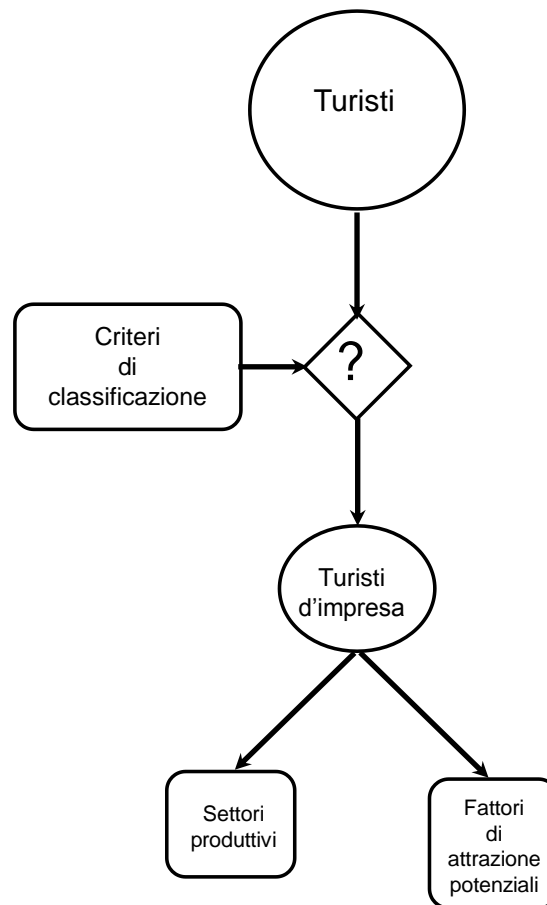 Turisti
Criteri
di
classificazione
?
Turisti
d’impresa
Settori
produttivi
Fattori
di
attrazione
potenziali